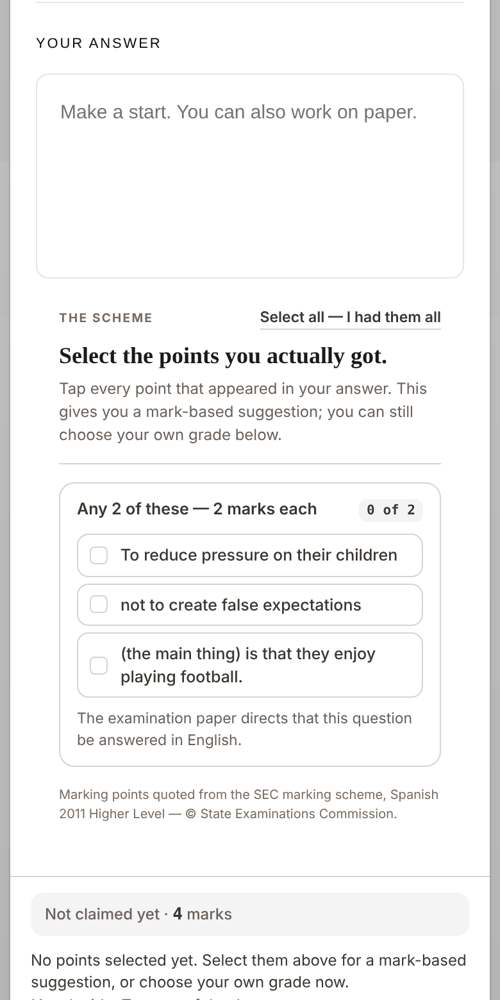 YOUR ANSWER
Make a start. You can also work on paper.
THE SCHEME
Select all — I had them all
Select the points you actually got.
Tap every point that appeared in your answer. This
gives you a mark-based suggestion; you can still
choose your own grade below.
Any 2 of these — 2 marks each
0 of 2
To reduce pressure on their children
not to create false expectations
(the main thing) is that they enjoy
playing football.
The examination paper directs that this question
be answered in English.
Marking points quoted from the SEC marking scheme, Spanish
2011 Higher Level — © State Examinations Commission.
Not claimed yet · 4 marks
No points selected yet. Select them above for a mark-based
suggestion, or choose your own grade now.